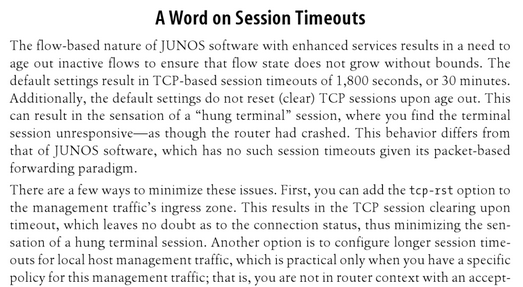 A Word on Session Timeouts
The flow-based nature of JUNOS software with enhanced services results in a need to
age out inactive flows to ensure that flow state does not grow without bounds. The
default settings result in TCP-based session timeouts of 1,800 seconds, or 30 minutes.
Additionally, the default settings do not reset (clear) TCP sessions upon age out. This
can result in the sensation of a “hung terminal” session, where you find the terminal
session unresponsive—as though the router had crashed. This behavior differs from
that of JUNOS software, which has no such session timeouts given its packet-based
forwarding paradigm.
There are a few ways to minimize these issues. First, you can add the tcp-rst option to
the management traffic’s ingress zone. This results in the TCP session clearing upon
timeout, which leaves no doubt as to the connection status, thus minimizing the sen-
sation of a hung terminal session. Another option is to configure longer session time-
outs for local host management traffic, which is practical only when you have a specific
policy for this management traffic; that is, you are not in router context with an accept-